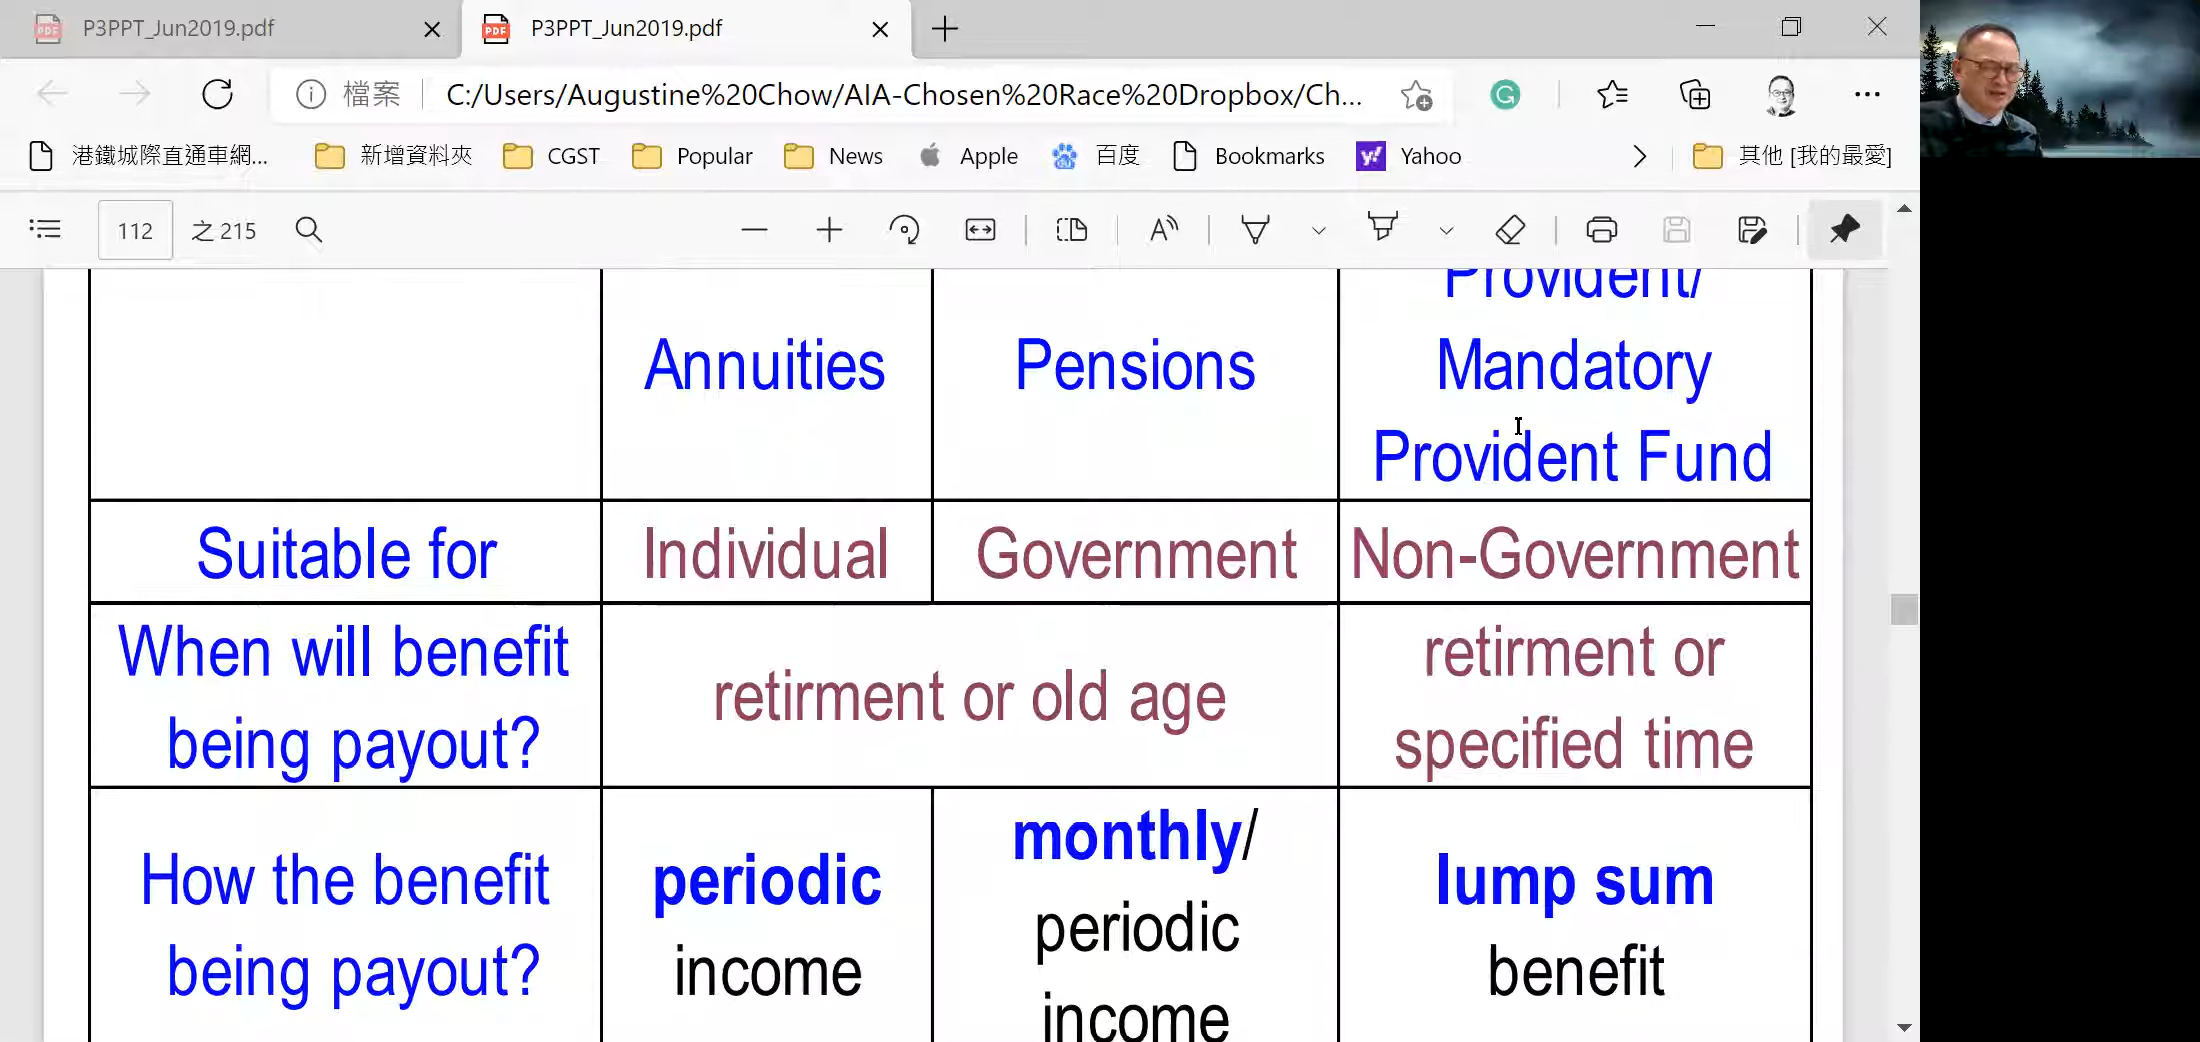 P3PPT_Jun2019.pdf
P3PPT_Jun2019.pdf
檔案
C:/Users/Augustine%20Chow/AIA-Chosen%20Race%20Dropbox/Ch...
港鐵城際直通車網...
新增資料夾
CGST
Popular
News
Apple
百度
Bookmarks
Yahoo
其他 [我的最愛]
112
之 215
Annuities
Pensions
Provident/
Mandatory
Provident Fund
Suitable for
Individual
Government
Non-Government
When will benefit
being payout?
retirment or old age
retirment or
specified time
How the benefit
being payout?
periodic
income
monthly/
periodic
income
lump sum
benefit